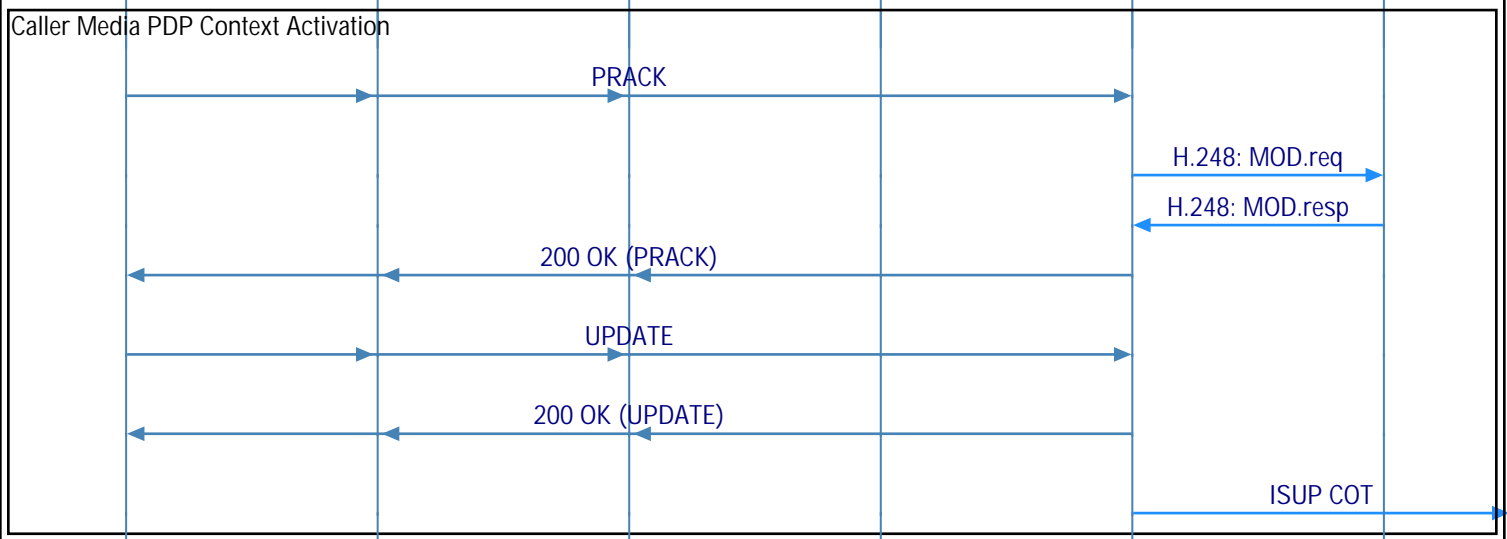 Caller Media PDP Context Activation
PRACK
H.248: MOD.req
H.248: MOD.resp
200 OK (PRACK)
UPDATE
200 OK (UPDATE)
ISUP COT